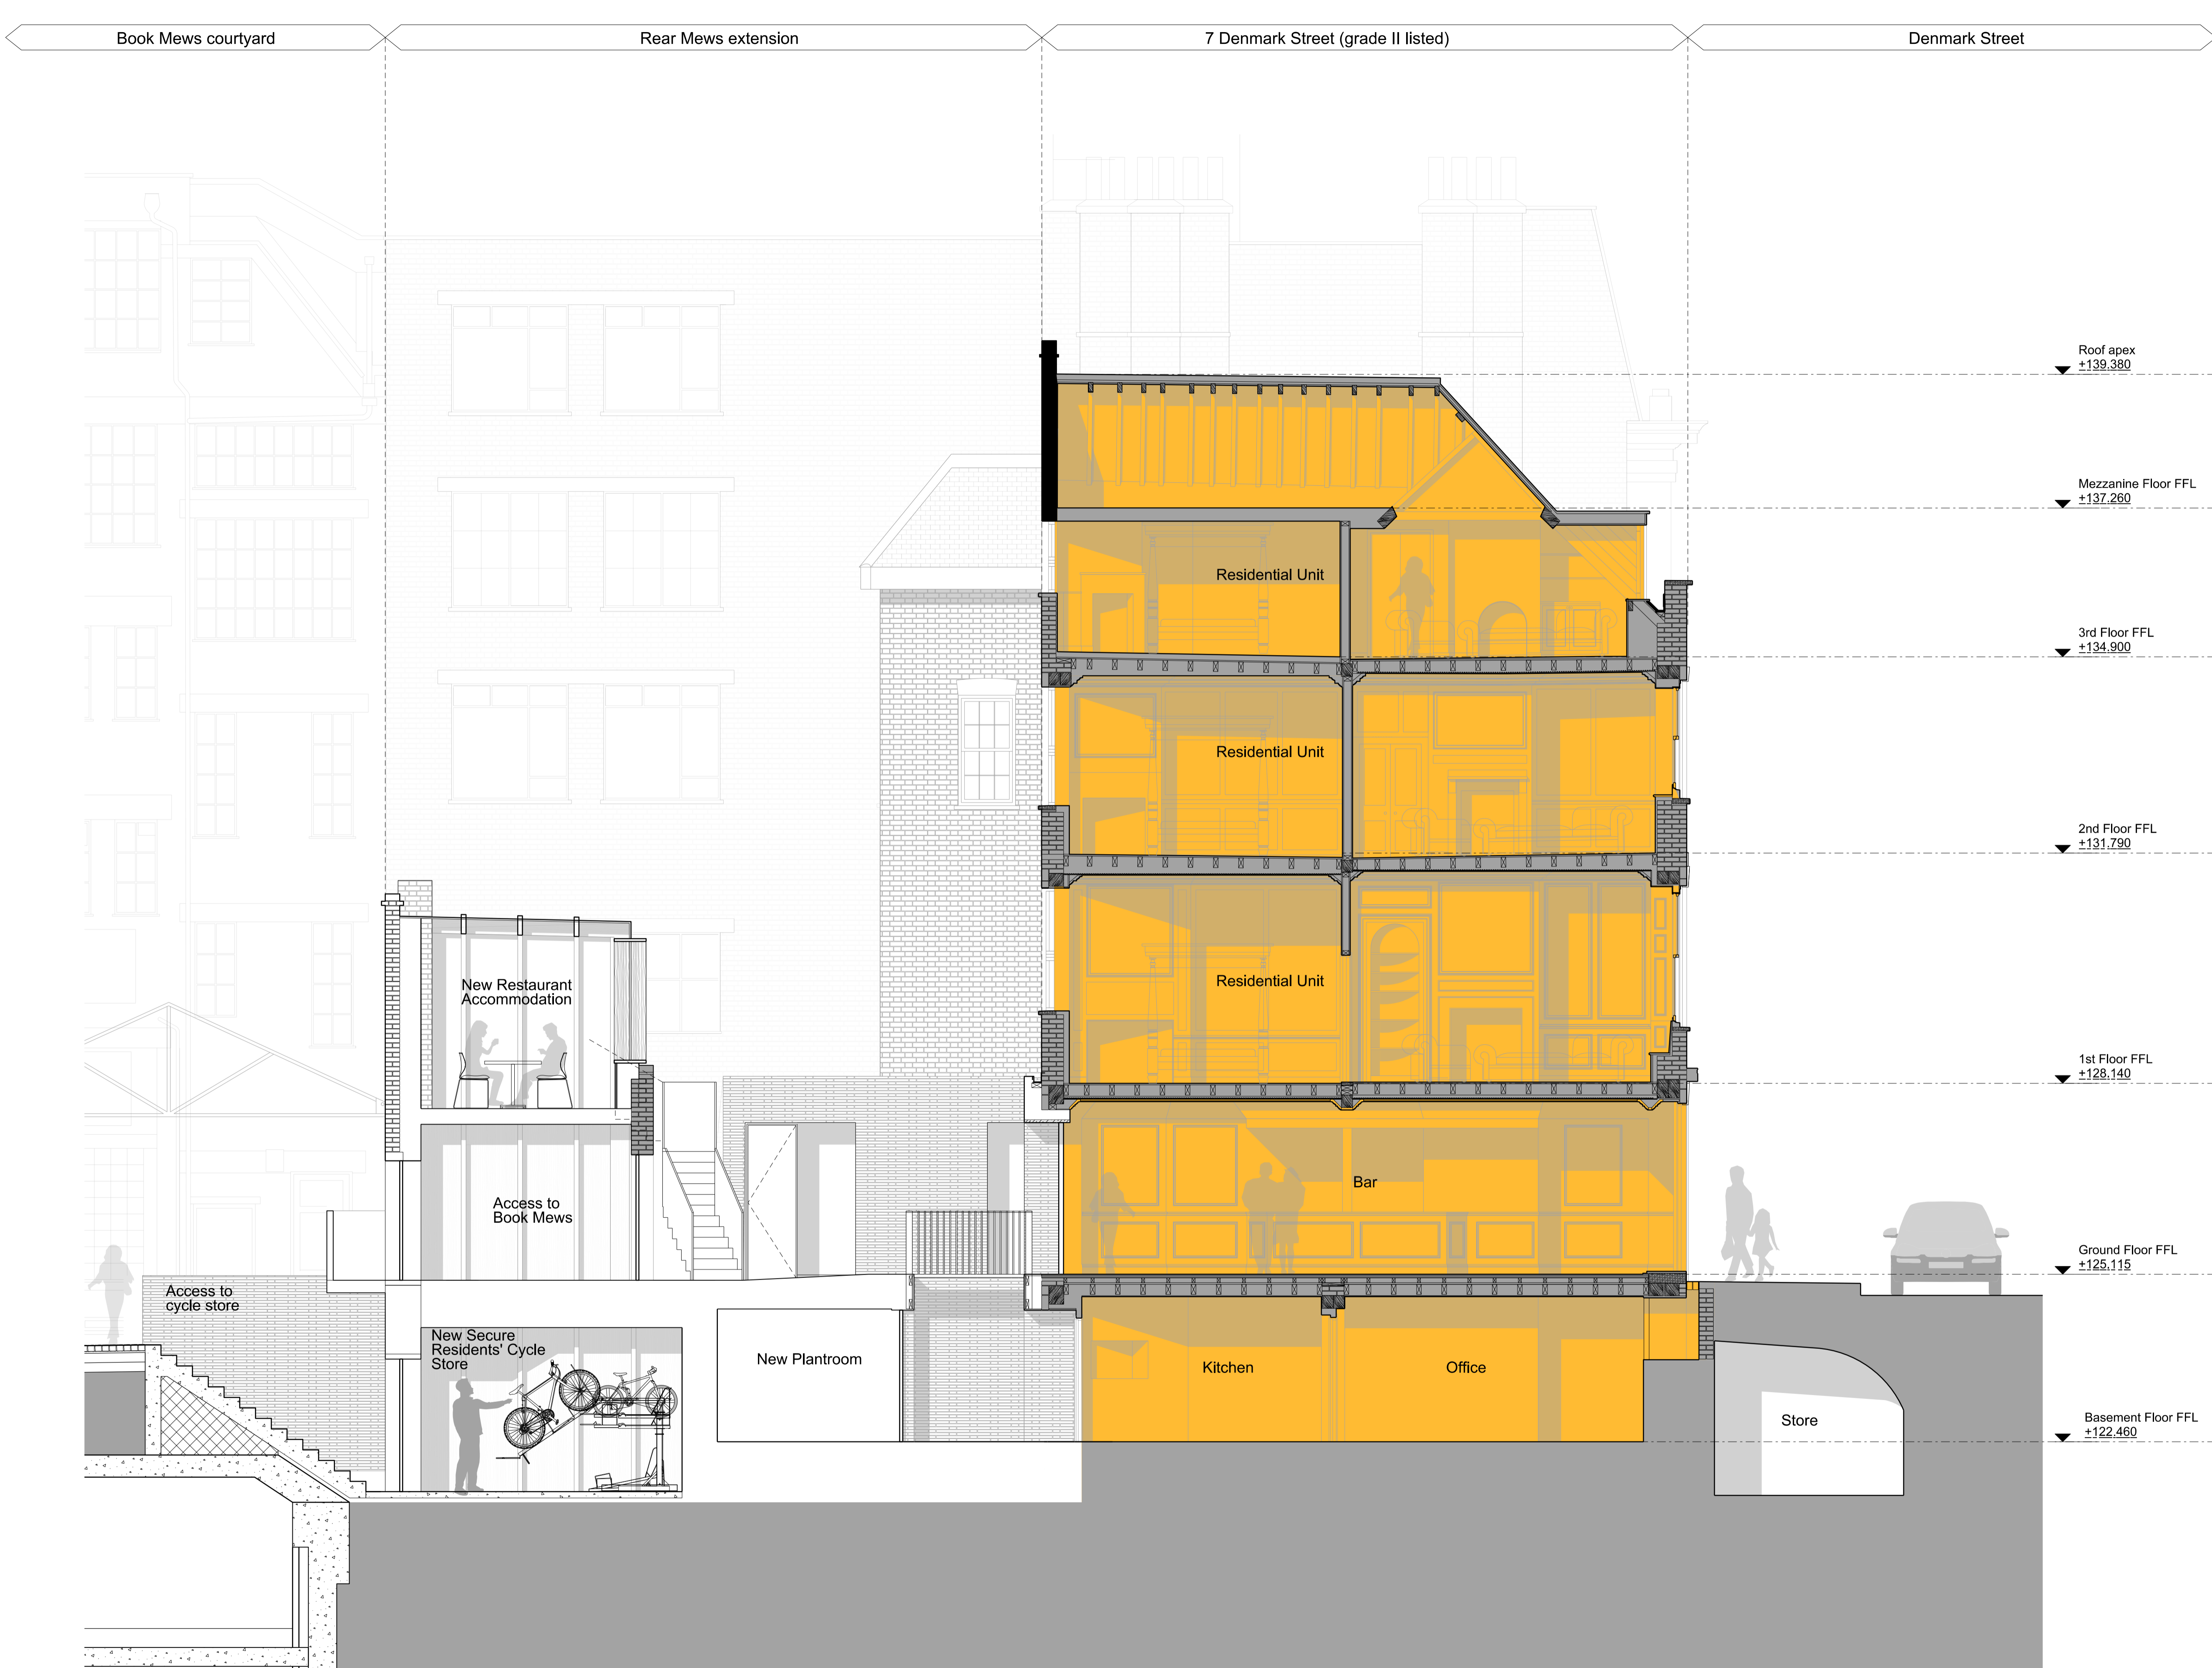 Book Mews courtyard
Rear Mews extension
7 Denmark Street (grade II listed)
Denmark Street
Roof apex
+139.380
Mezzanine Floor FFL
+137.260
Residential Unit
3rd Floor FFL
+134.900
Residential Unit
2nd Floor FFL
+131.790
New Restaurant
Accommodation
Residential Unit
1st Floor FFL
+128.140
Access to
Book Mews
Bar
Ground Floor FFL
+125.115
Access to
cycle store
New Secure
Residents' Cycle
Store
New Plantroom
Kitchen
Office
Store
Basement Floor FFL
+122.460